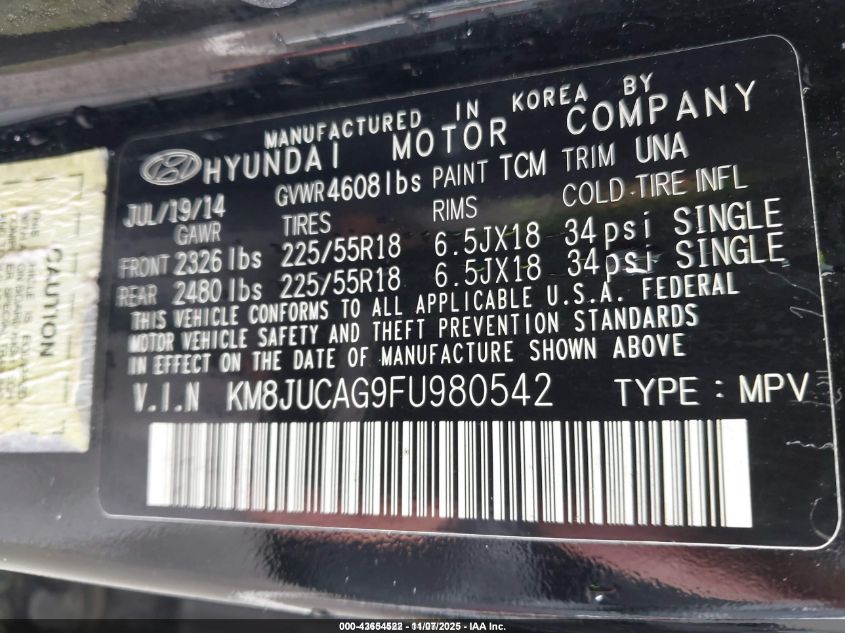 MANUFACTURED IN KOREA BY
HYUNDAI MOTOR COMPANY
JUL/19/14 GVWR 4608 lbs PAINT TCM TRIM UNA
GAWR TIRES RIMS COLD TIRE INFL
FRONT 2326 lbs 225/55R18 6.5JX18 34psi SINGLE
REAR 2480 lbs 225/55R18 6.5JX18 34psi SINGLE
THIS VEHICLE CONFORMS TO ALL APPLICABLE U.S.A. FEDERAL
MOTOR VEHICLE SAFETY AND THEFT PREVENTION STANDARDS
IN EFFECT ON THE DATE OF MANUFACTURE SHOWN ABOVE
V.I.N KM8JUCAG9FU980542 TYPE : MPV
CAUTION
000-43654522 - 11/07/2025 - IAA Inc.